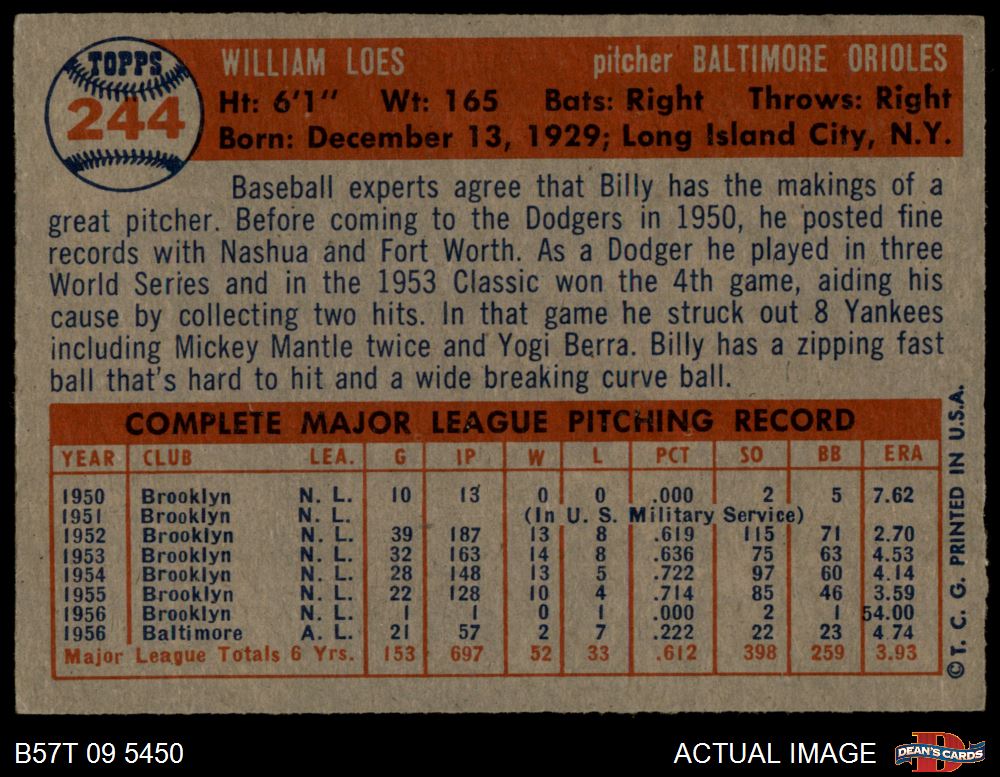 TOPPS
244
WILLIAM LOES pitcher BALTIMORE ORIOLES
Ht: 6'1" Wt: 165 Bats: Right Throws: Right
Born: December 13, 1929; Long Island City, N.Y.
Baseball experts agree that Billy has the makings of a
great pitcher. Before coming to the Dodgers in 1950, he posted fine
records with Nashua and Fort Worth. As a Dodger he played in three
World Series and in the 1953 Classic won the 4th game, aiding his
cause by collecting two hits. In that game he struck out 8 Yankees
including Mickey Mantle twice and Yogi Berra. Billy has a zipping fast
ball that's hard to hit and a wide breaking curve ball.
COMPLETE MAJOR LEAGUE PITCHING RECORD
YEAR CLUB LEA. G IP W L PCT SO BB ERA
1950 Brooklyn N. L. 10 13 0 0 .000 2 5 7.62
1951 Brooklyn N. L. (In U. S. Military Service)
1952 Brooklyn N. L. 39 187 13 8 .619 115 71 2.70
1953 Brooklyn N. L. 32 163 14 8 .636 75 63 4.53
1954 Brooklyn N. L. 28 148 13 5 .722 97 60 4.14
1955 Brooklyn N. L. 22 128 10 4 .714 85 46 3.59
1956 Brooklyn N. L. 1 1 0 1 .000 2 1 54.00
1956 Baltimore A. L. 21 57 2 7 .222 22 23 4.74
Major League Totals 6 Yrs. 153 697 52 33 .612 398 259 3.93
© T. C. G. PRINTED IN U.S.A.
B57T 09 5450 ACTUAL IMAGE
DEAN'S CARDS